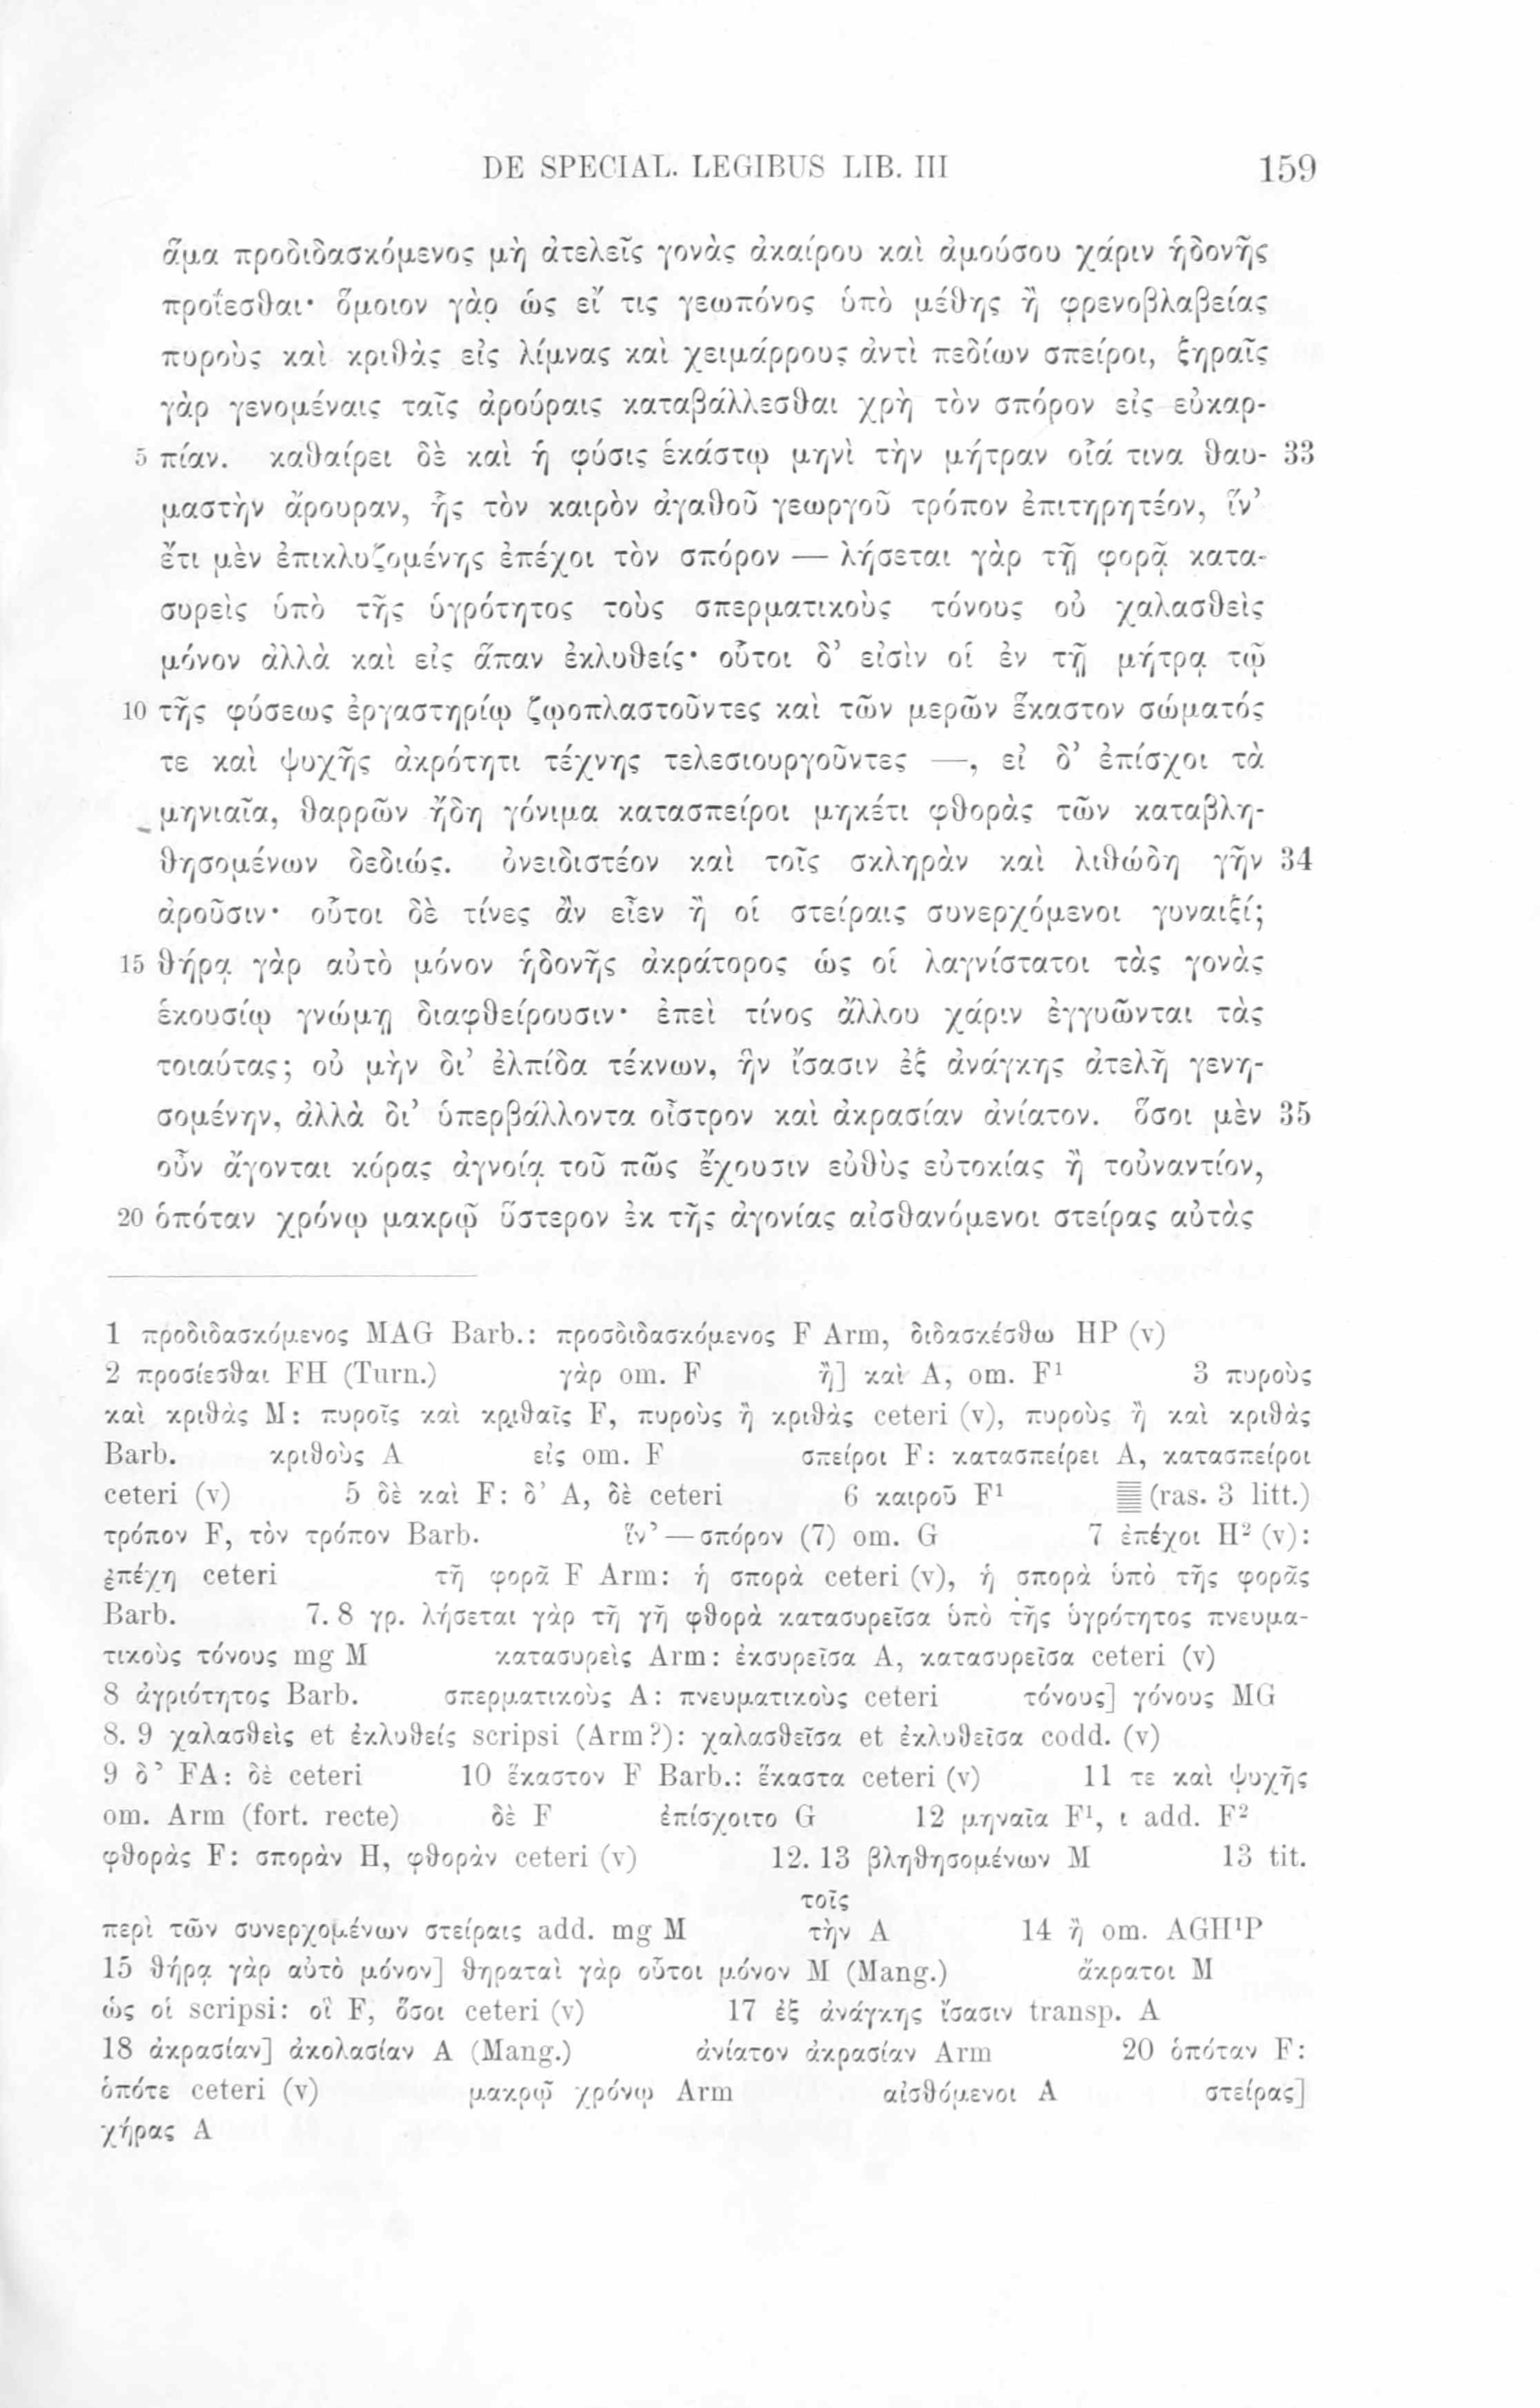 DE SPECIAL. LEGIBUS LIB. III 159
ἅμα προδιδασκόμενος μὴ ἀτελεῖς γονὰς ἀκαίρου καὶ ἀμούσου χάριν ἡδονῆς
προΐεσθαι· ὅμοιον γὰρ ὡς εἴ τις γεωπόνος ὑπὸ μέθης ἢ φρενοβλαβείας
πυροὺς καὶ κριθὰς εἰς λίμνας καὶ χειμάρρους ἀντὶ πεδίων σπείροι, ξηραῖς
γὰρ γενομέναις ταῖς ἀρούραις καταβάλλεσθαι χρὴ τὸν σπόρον εἰς εὐκαρ-
5 πίαν. καθαίρει δὲ καὶ ἡ φύσις ἑκάστῳ μηνὶ τὴν μήτραν οἷά τινα θαυ- 33
μαστὴν ἄρουραν, ἧς τὸν καιρὸν ἀγαθοῦ γεωργοῦ τρόπον ἐπιτηρητέον, ἵν’
ἔτι μὲν ἐπικλυζομένης ἐπέχοι τὸν σπόρον — λήσεται γὰρ τῇ φορᾷ κατα-
συρεὶς ὑπὸ τῆς ὑγρότητος τοὺς σπερματικοὺς τόνους οὐ χαλασθεὶς
μόνον ἀλλὰ καὶ εἰς ἅπαν ἐκλυθείς· οὗτοι δ’ εἰσὶν οἱ ἐν τῇ μήτρᾳ τῷ
10 τῆς φύσεως ἐργαστηρίῳ ζῳοπλαστοῦντες καὶ τῶν μερῶν ἕκαστον σώματός
τε καὶ ψυχῆς ἀκρότητι τέχνης τελεσιουργοῦντες —, εἰ δ’ ἐπίσχοι τὰ
μηνιαῖα, θαρρῶν ἤδη γόνιμα κατασπείροι μηκέτι φθορὰς τῶν καταβλη-
θησομένων δεδιώς. ὀνειδιστέον καὶ τοῖς σκληρὰν καὶ λιθώδη γῆν 34
ἀροῦσιν· οὗτοι δὲ τίνες ἂν εἶεν ἢ οἱ στείραις συνερχόμενοι γυναιξί;
15 θήρᾳ γὰρ αὐτὸ μόνον ἡδονῆς ἀκράτορος ὡς οἱ λαγνίστατοι τὰς γονὰς
ἑκουσίῳ γνώμῃ διαφθείρουσιν· ἐπεὶ τίνος ἄλλου χάριν ἐγγυῶνται τὰς
τοιαύτας; οὐ μὴν δι’ ἐλπίδα τέκνων, ἣν ἴσασιν ἐξ ἀνάγκης ἀτελῆ γενη-
σομένην, ἀλλὰ δι’ ὑπερβάλλοντα οἶστρον καὶ ἀκρασίαν ἀνίατον. ὅσοι μὲν 35
οὖν ἄγονται κόρας ἀγνοίᾳ τοῦ πῶς ἔχουσιν εὐθὺς εὐτοκίας ἢ τοὐναντίον,
20 ὁπόταν χρόνῳ μακρῷ ὕστερον ἐκ τῆς ἀγονίας αἰσθανόμενοι στείρας αὐτὰς
1 προδιδασκόμενος MAG Barb.: προσδιδασκόμενος F Arm, διδασκέσθω HP (v)
2 προσίεσθαι FH (Turn.) γὰρ om. F ἢ] καὶ A, om. F¹ 3 πυροὺς
καὶ κριθὰς M: πυροῖς καὶ κριθαῖς F, πυροὺς ἢ κριθὰς ceteri (v), πυροὺς ἢ καὶ κριθὰς
Barb. κριθοὺς A εἰς om. F σπείροι F: κατασπείρει A, κατασπείροι
ceteri (v) 5 δὲ καὶ F: δ’ A, δὲ ceteri 6 καιροῦ F¹ (ras. 3 litt.)
τρόπον F, τὸν τρόπον Barb. ἵν’ — σπόρον (7) om. G 7 ἐπέχοι H² (v):
ἐπέχῃ ceteri τῇ φορᾷ F Arm: ἡ σπορὰ ceteri (v), ἡ σπορὰ ὑπὸ τῆς φορᾶς
Barb. 7. 8 γρ. λήσεται γὰρ τῇ γῇ φθορὰ κατασυρεῖσα ὑπὸ τῆς ὑγρότητος πνευμα-
τικοὺς τόνους mg M κατασυρεὶς Arm: ἐκσυρεῖσα A, κατασυρεῖσα ceteri (v)
8 ἀγριότητος Barb. σπερματικοὺς A: πνευματικοὺς ceteri τόνους] γόνους MG
8. 9 χαλασθεὶς et ἐκλυθείς scripsi (Arm?): χαλασθεῖσα et ἐκλυθεῖσα codd. (v)
9 δ’ FA: δὲ ceteri 10 ἕκαστον F Barb.: ἕκαστα ceteri (v) 11 τε καὶ ψυχῆς
om. Arm (fort. recte) δὲ F ἐπίσχοιτο G 12 μηναῖα F¹, ι add. F²
φθορὰς F: σπορὰν H, φθορὰν ceteri (v) 12. 13 βληθησομένων M 13 tit.
τοῖς
περὶ τῶν συνερχομένων στείραις add. mg M τὴν A 14 ἢ om. AGH¹P
15 θήρᾳ γὰρ αὐτὸ μόνον] θηραταὶ γὰρ οὗτοι μόνον M (Mang.) ἄκρατοι M
ὡς οἱ scripsi: οἳ F, ὅσοι ceteri (v) 17 ἐξ ἀνάγκης ἴσασιν transp. A
18 ἀκρασίαν] ἀκολασίαν A (Mang.) ἀνίατον ἀκρασίαν Arm 20 ὁπόταν F:
ὁπότε ceteri (v) μακρῷ χρόνῳ Arm αἰσθόμενοι A στείρας]
χήρας A